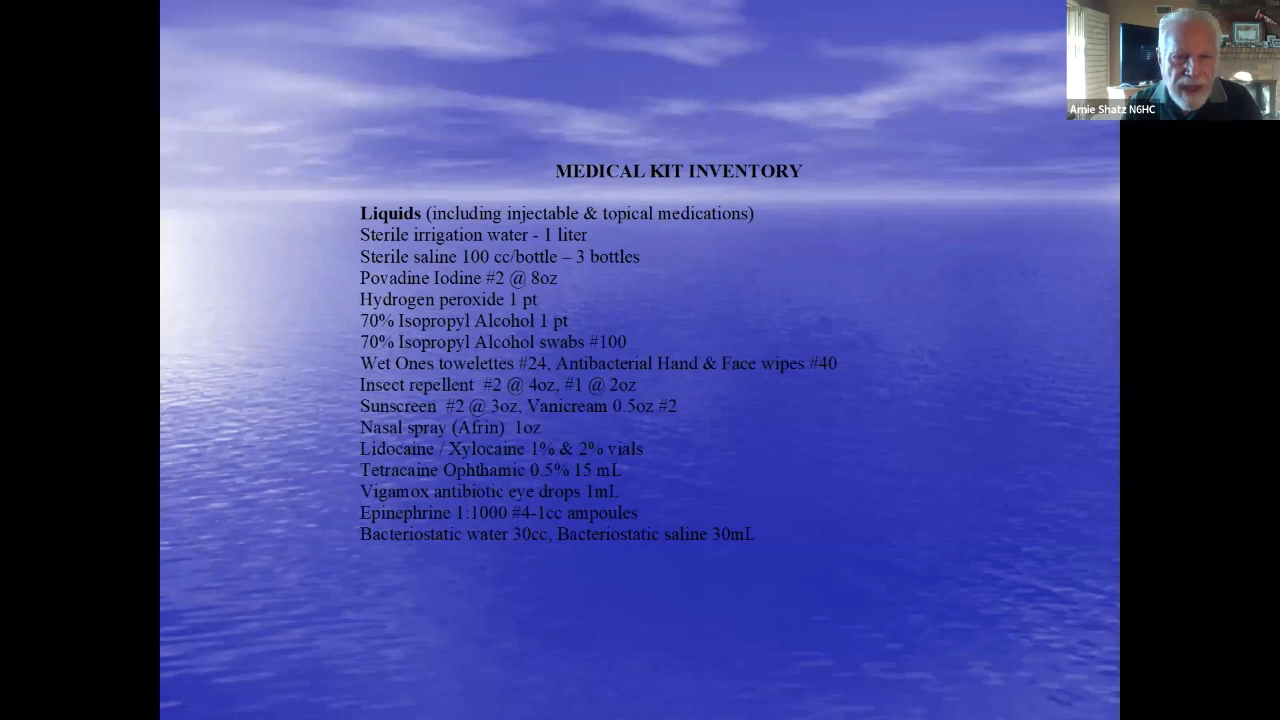 MEDICAL KIT INVENTORY
Liquids (including injectable & topical medications)
Sterile irrigation water - 1 liter
Sterile saline 100 cc/bottle – 3 bottles
Povadine Iodine #2 @ 8oz
Hydrogen peroxide 1 pt
70% Isopropyl Alcohol 1 pt
70% Isopropyl Alcohol swabs #100
Wet Ones towelettes #24, Antibacterial Hand & Face wipes #40
Insect repellent  #2 @ 4oz, #1 @ 2oz
Sunscreen  #2 @ 3oz, Vanicream 0.5oz #2
Nasal spray (Afrin)  1oz
Lidocaine / Xylocaine 1% & 2% vials
Tetracaine Ophthamic 0.5% 15 mL
Vigamox antibiotic eye drops 1mL
Epinephrine 1:1000 #4-1cc ampoules
Bacteriostatic water 30cc, Bacteriostatic saline 30mL
Arnie Shatz N6HC